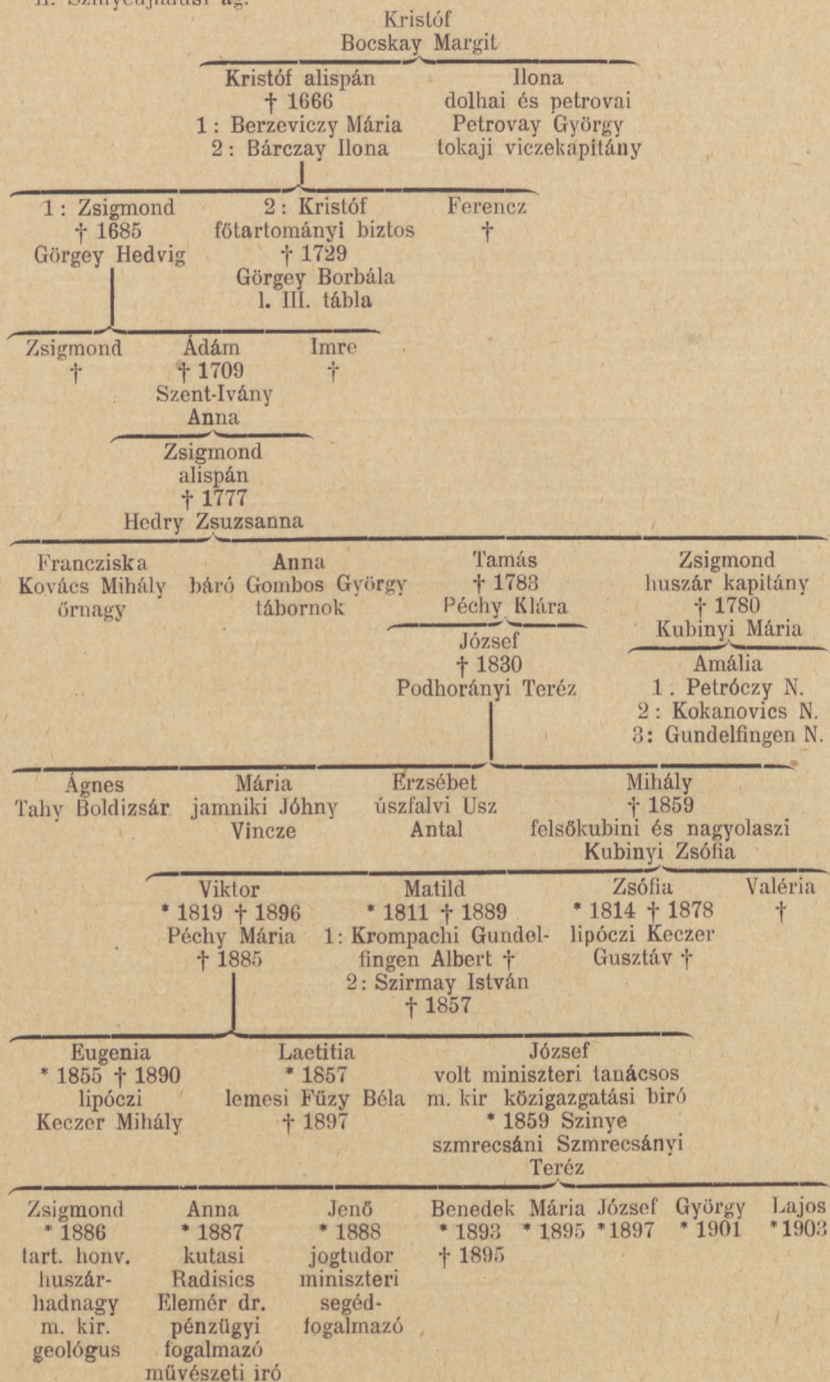 II. Szinyeújfalusi ág.
Kristóf
Bocskay Margit
Kristóf alispán
† 1666
1 : Berzeviczy Mária
2 : Bárczay Ilona
Ilona
dolhai és petrovai
Petrovay György
tokaji viczekapitány
1 : Zsigmond
† 1685
Görgey Hedvig
2 : Kristóf
főtartományi biztos
† 1729
Görgey Borbála
l. III. tábla
Ferencz
†
Zsigmond
†
Ádám
† 1709
Szent-Ivány
Anna
Imre
†
Zsigmond
alispán
† 1777
Hedry Zsuzsanna
Francziska
Kovács Mihály
őrnagy
Anna
báró Gombos György
tábornok
Tamás
† 1783
Péchy Klára
Zsigmond
huszár kapitány
† 1780
Kubinyi Mária
József
† 1830
Podhorányi Teréz
Amália
1 . Petróczy N.
2 : Kokanovics N.
3: Gundelfingen N.
Ágnes
Tahy Boldizsár
Mária
jamniki Jóhny
Vincze
Erzsébet
úszfalvi Usz
Antal
Mihály
† 1859
felsőkubini és nagyolaszi
Kubinyi Zsófia
Viktor
* 1819 † 1896
Péchy Mária
† 1885
Matild
* 1811 † 1889
1: Krompachi Gundel-
fingen Albert †
2: Szirmay István
† 1857
Zsófia
* 1814 † 1878
lipóczi Keczer
Gusztáv †
Valéria
†
Eugenia
* 1855 † 1890
lipóczi
Keczer Mihály
Laetitia
* 1857
lemesi Fűzy Béla
† 1897
József
volt miniszteri tanácsos
m. kir közigazgatási biró
* 1859 Szinye
szmrecsáni Szmrecsányi
Teréz
Zsigmond
* 1886
tart. honv.
huszár-
hadnagy
m. kir.
geológus
Anna
* 1887
kutasi
Radisics
Elemér dr.
pénzügyi
fogalmazó
művészeti iró
Jenő
* 1888
jogtudor
miniszteri
segéd-
fogalmazó
Benedek
* 1893
† 1895
Mária
* 1895
József
* 1897
György
* 1901
Lajos
* 1903